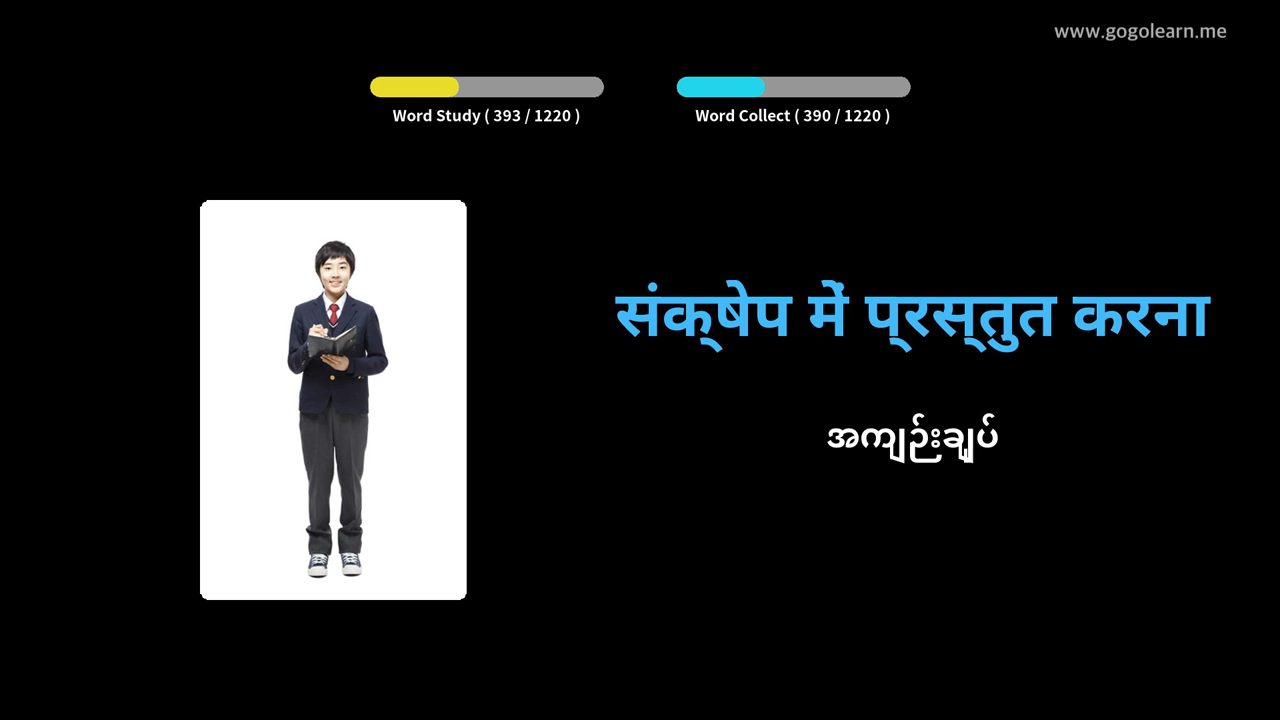 www.gogolearn.me
Word Study ( 393 / 1220 )
Word Collect ( 390 / 1220 )
संक्षेप में प्रस्तुत करना
အကျဉ်းချုပ်